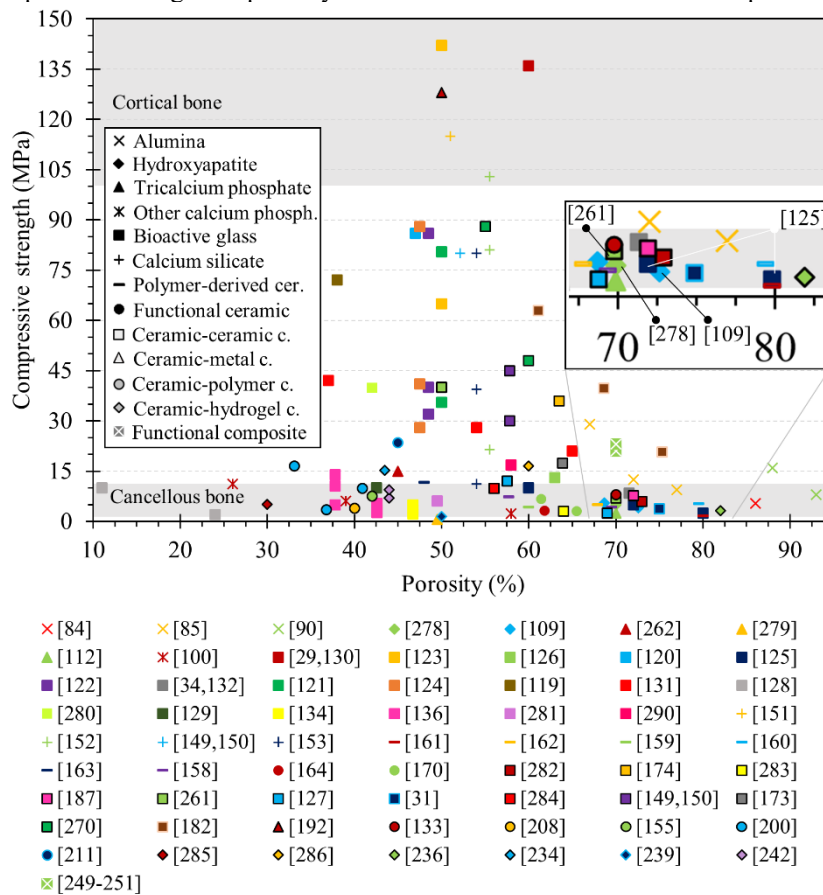 150
135
120
105
90
75
60
45
30
15
0
Compressive strength (MPa)
Cortical bone
Alumina
Hydroxyapatite
Tricalcium phosphate
Other calcium phosph.
Bioactive glass
Calcium silicate
Polymer-derived cer.
Functional ceramic
Ceramic-ceramic c.
Ceramic-metal c.
Ceramic-polymer c.
Ceramic-hydrogel c.
Functional composite
Cancellous bone
[261]
[125]
70
80
[278]
[109]
10 20 30 40 50 60 70 80 90
Porosity (%)
[84] [85] [90] [278] [109] [262] [279]
[112] [100] [29,130] [123] [126] [120] [125]
[122] [34,132] [121] [124] [119] [131] [128]
[280] [129] [134] [136] [281] [290] [151]
[152] [149,150] [153] [161] [162] [159] [160]
[163] [158] [164] [170] [282] [174] [283]
[187] [261] [127] [31] [284] [149,150] [173]
[270] [182] [192] [133] [208] [155] [200]
[211] [285] [286] [236] [234] [239] [242]
[249-251]